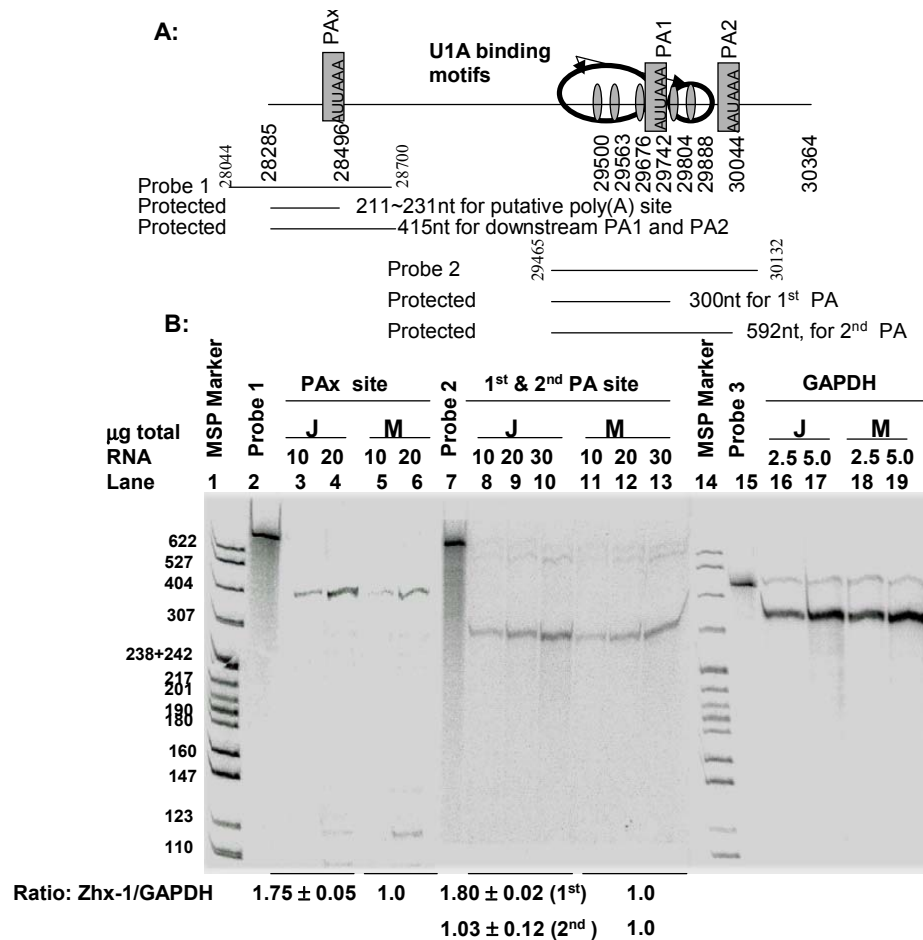 A:
PAx
AUUAAA
U1A binding
motifs
PA1
AUUAAA
PA2
AAUAAA
28044
28285
28496
28700
29500
29563
29676
29742
29804
29888
30044
30364
Probe 1
Protected
211~231nt for putative poly(A) site
Protected
415nt for downstream PA1 and PA2
29465
30132
Probe 2
Protected
300nt for 1st PA
Protected
592nt, for 2nd PA
B:
MSP Marker
Probe 1
PAx site
Probe 2
1st & 2nd PA site
MSP Marker
Probe 3
GAPDH
µg total
J M J M J M
RNA 10 20 10 20 10 20 30 10 20 30 2.5 5.0 2.5 5.0
Lane 1 2 3 4 5 6 7 8 9 10 11 12 13 14 15 16 17 18 19
622
527
404
307
238+242
217
201
190
180
160
147
123
110
Ratio: Zhx-1/GAPDH 1.75 ± 0.05 1.0 1.80 ± 0.02 (1st) 1.0
1.03 ± 0.12 (2nd ) 1.0